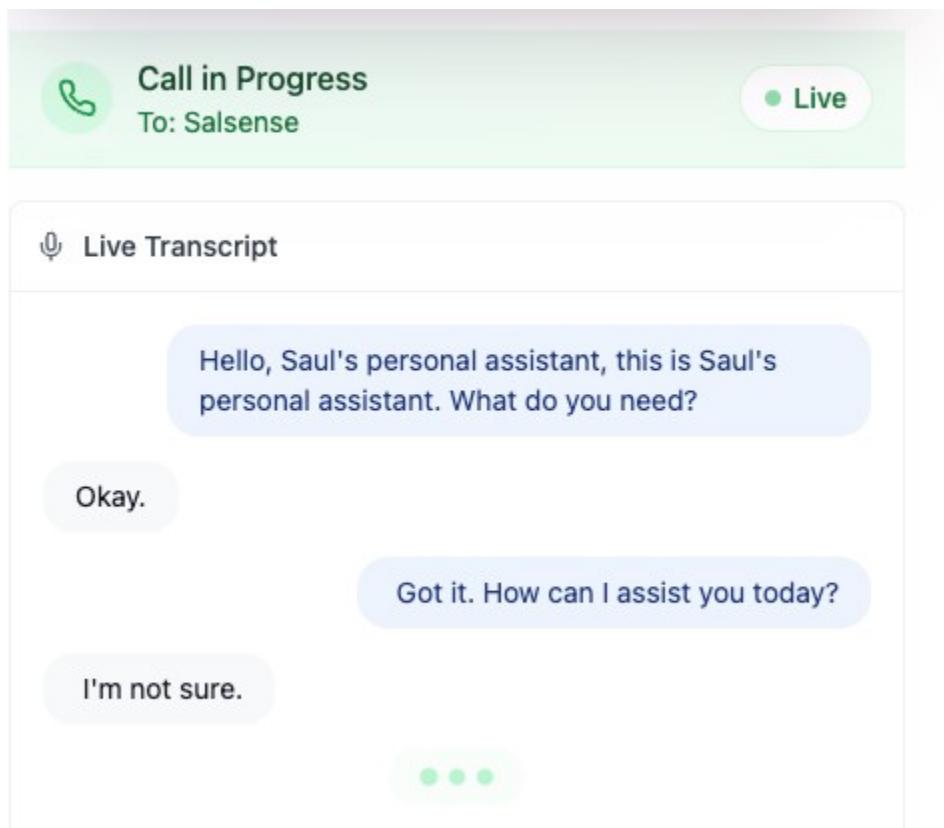 Call in Progress
To: Salsense
Live
Live Transcript
Hello, Saul's personal assistant, this is Saul's
personal assistant. What do you need?
Okay.
Got it. How can I assist you today?
I'm not sure.